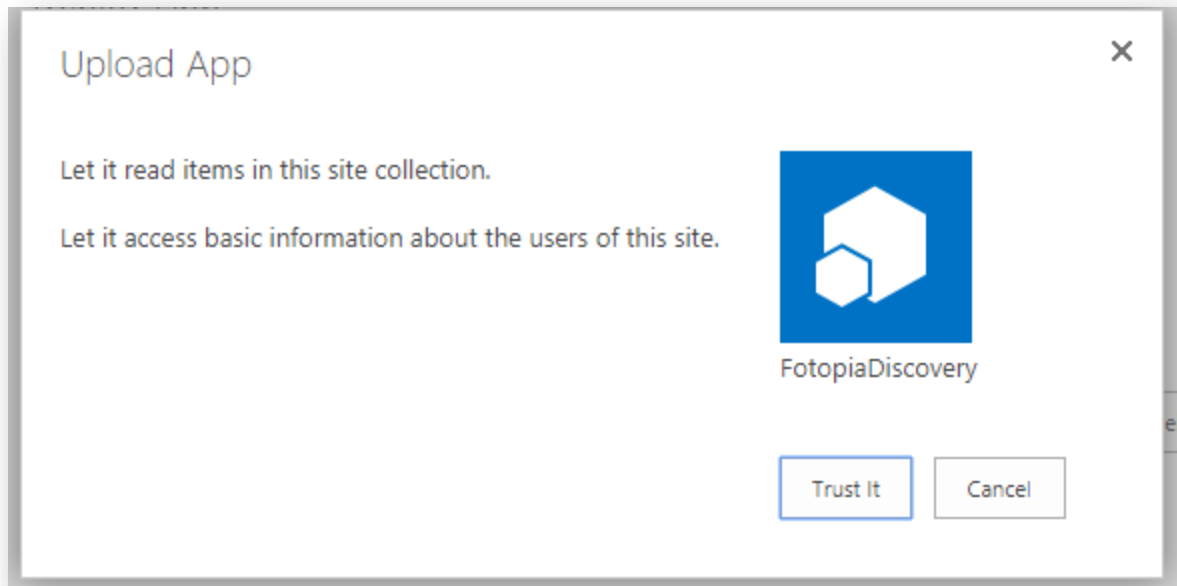 Upload App
Let it read items in this site collection.
Let it access basic information about the users of this site.
FotopiaDiscovery
Trust It
Cancel